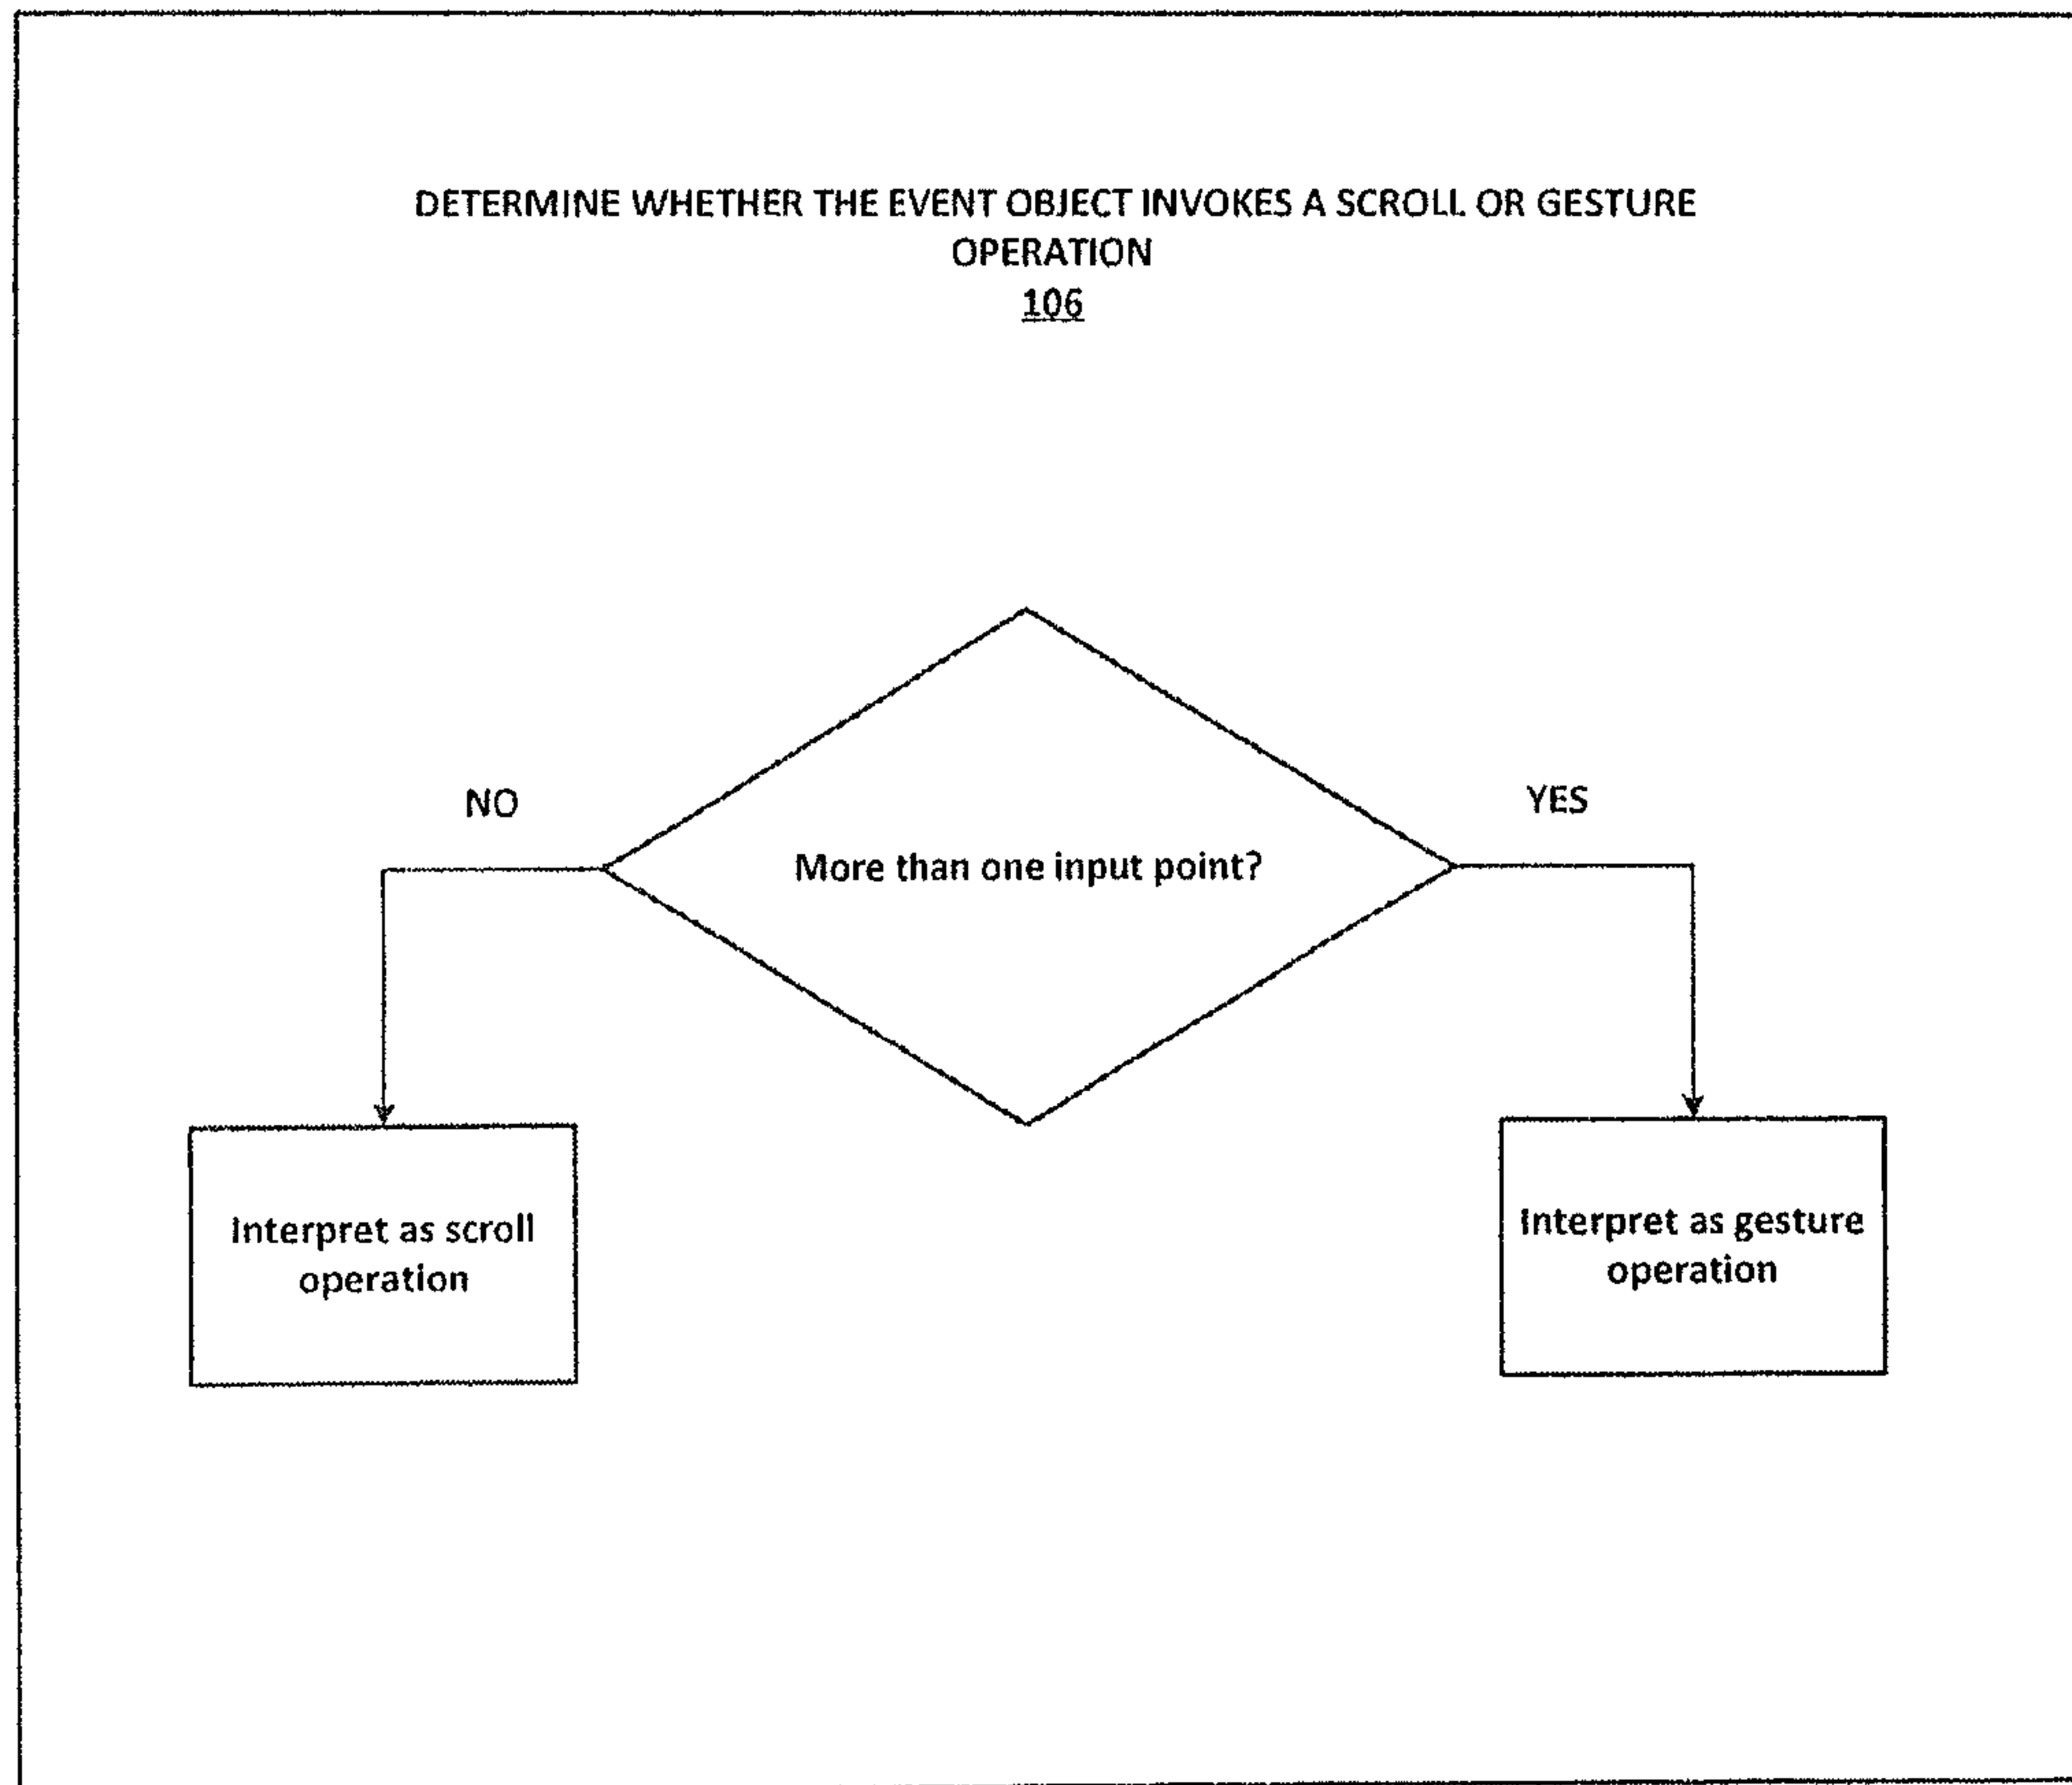 DETERMINE WHETHER THE EVENT OBJECT INVOKES A SCROLL OR GESTURE
OPERATION
106
NO
YES
More than one input point?
Interpret as scroll
operation
Interpret as gesture
operation